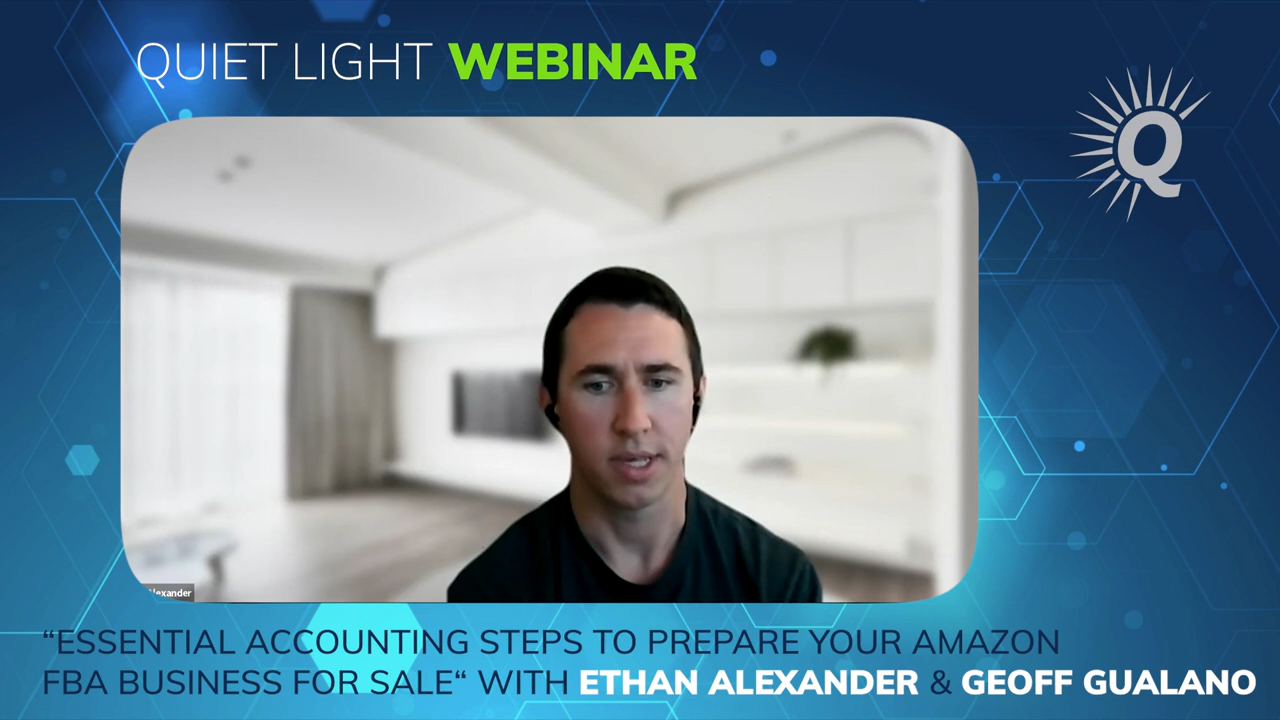 QUIET LIGHT WEBINAR
Q
lexander
“ESSENTIAL ACCOUNTING STEPS TO PREPARE YOUR AMAZON
FBA BUSINESS FOR SALE“ WITH ETHAN ALEXANDER & GEOFF GUALANO